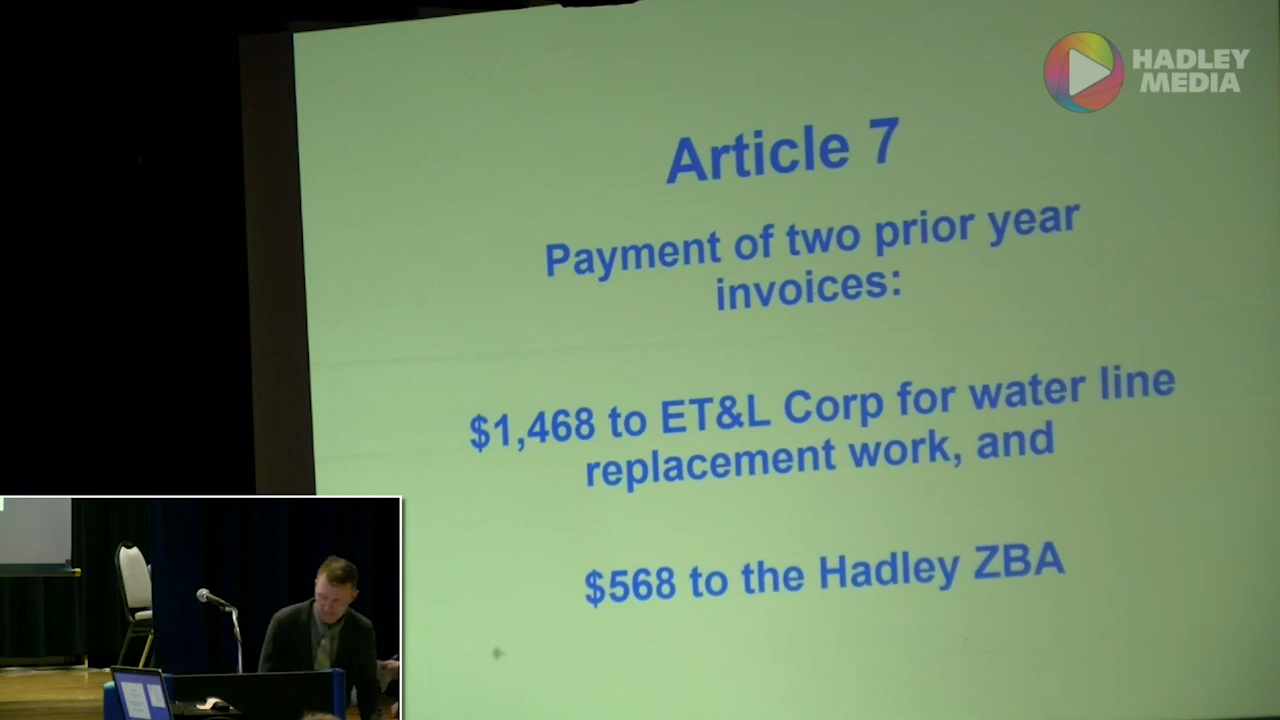 HADLEY
MEDIA
Article 7
Payment of two prior year
invoices:
$1,468 to ET&L Corp for water line
replacement work, and
$568 to the Hadley ZBA